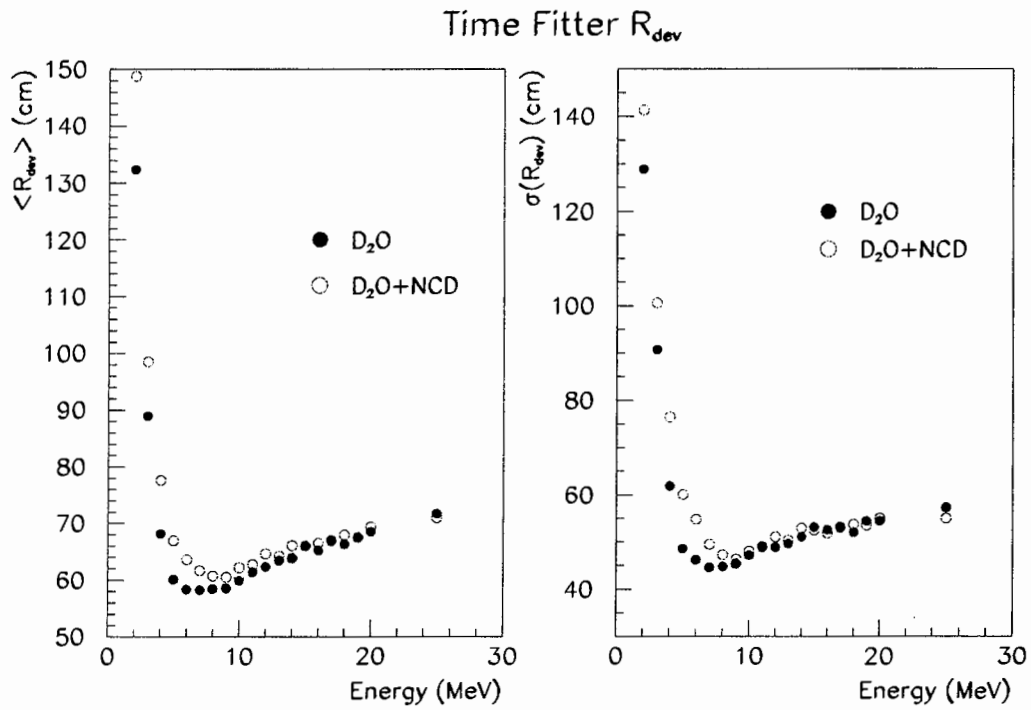 Time Fitter R_dev
<R_dev> (cm)
150
140
130
120
110
100
90
80
70
60
50
0
10
20
30
Energy (MeV)
● D₂O
○ D₂O+NCD
σ(R_dev) (cm)
140
120
100
80
60
40
0
10
20
30
Energy (MeV)
● D₂O
○ D₂O+NCD